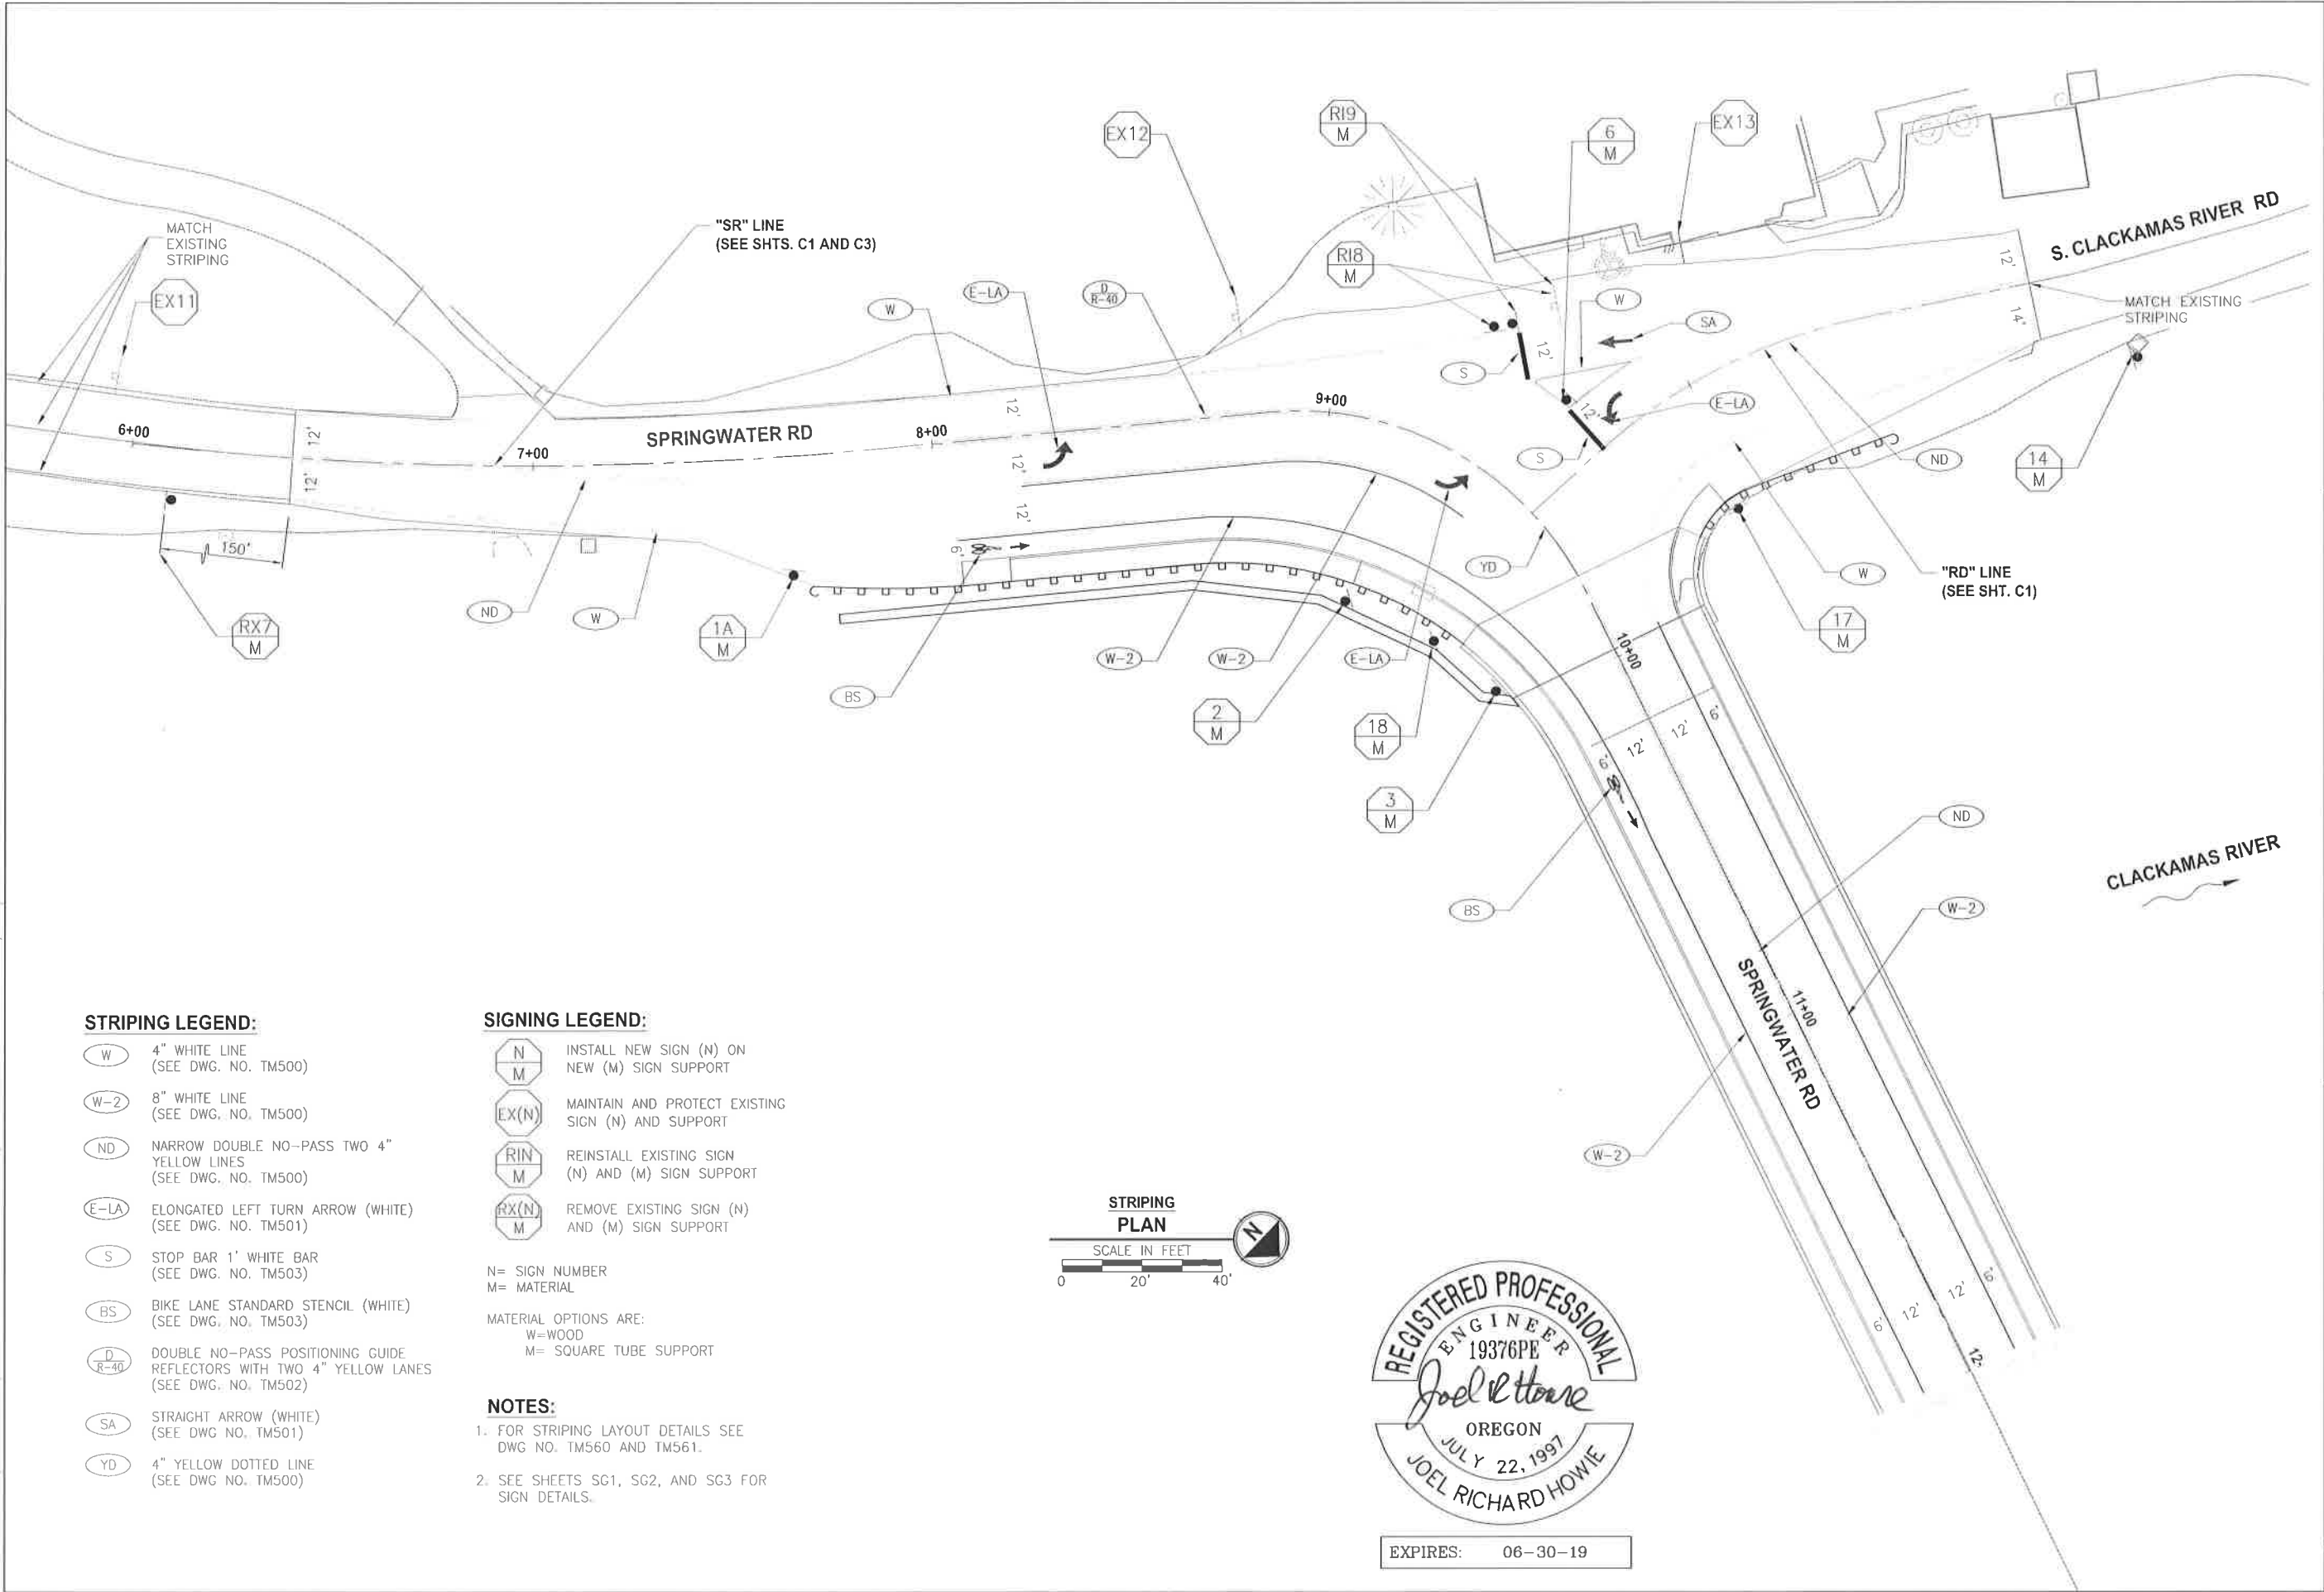 MATCH
EXISTING
STRIPING
EX11
"SR" LINE
(SEE SHTS. C1 AND C3)
W
E-LA
D
R-40
EX12
RI9
M
RI8
M
6
M
EX13
W
SA
S
E-LA
S
S. CLACKAMAS RIVER RD
12'
14'
MATCH EXISTING
STRIPING
ND
14
M
6+00
12'
12'
7+00
SPRINGWATER RD
8+00
12'
12'
12'
9+00
12'
12'
150'
RX7
M
ND
W
1A
M
6'
BS
W-2
W-2
E-LA
YD
2
M
18
M
3
M
W
"RD" LINE
(SEE SHT. C1)
17
M
10+00
6'
12'
12'
6'
BS
ND
W-2
CLACKAMAS RIVER
SPRINGWATER RD
11+00
W-2
6'
12'
12'
6'
12'
STRIPING LEGEND:
W
4" WHITE LINE
(SEE DWG. NO. TM500)
W-2
8" WHITE LINE
(SEE DWG. NO. TM500)
ND
NARROW DOUBLE NO-PASS TWO 4"
YELLOW LINES
(SEE DWG. NO. TM500)
E-LA
ELONGATED LEFT TURN ARROW (WHITE)
(SEE DWG. NO. TM501)
S
STOP BAR 1' WHITE BAR
(SEE DWG. NO. TM503)
BS
BIKE LANE STANDARD STENCIL (WHITE)
(SEE DWG. NO. TM503)
D
R-40
DOUBLE NO-PASS POSITIONING GUIDE
REFLECTORS WITH TWO 4" YELLOW LANES
(SEE DWG. NO. TM502)
SA
STRAIGHT ARROW (WHITE)
(SEE DWG NO. TM501)
YD
4" YELLOW DOTTED LINE
(SEE DWG NO. TM500)
SIGNING LEGEND:
N
M
INSTALL NEW SIGN (N) ON
NEW (M) SIGN SUPPORT
EX(N)
MAINTAIN AND PROTECT EXISTING
SIGN (N) AND SUPPORT
RIN
M
REINSTALL EXISTING SIGN
(N) AND (M) SIGN SUPPORT
RX(N)
M
REMOVE EXISTING SIGN (N)
AND (M) SIGN SUPPORT
N= SIGN NUMBER
M= MATERIAL
MATERIAL OPTIONS ARE:
W=WOOD
M= SQUARE TUBE SUPPORT
NOTES:
1. FOR STRIPING LAYOUT DETAILS SEE
DWG NO. TM560 AND TM561.
2. SEE SHEETS SG1, SG2, AND SG3 FOR
SIGN DETAILS.
STRIPING
PLAN
SCALE IN FEET
0 20' 40'
N
REGISTERED PROFESSIONAL
ENGINEER
19376PE
Joel R Howie
OREGON
JULY 22, 1997
JOEL RICHARD HOWIE
EXPIRES: 06-30-19